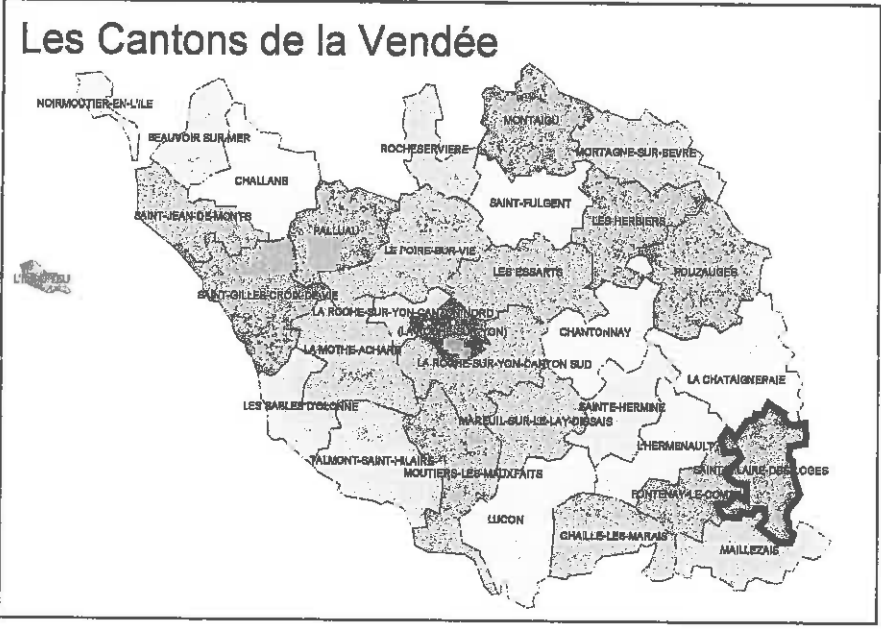 Les Cantons de la Vendée
NOIRMOUTIER-EN-L'ILE
BEAUVOIR SUR-MER
ROCHESERVIERE
MONTAIGU
MORTAGNE-SUR-SEVRE
CHALLANS
SAINT-FULGENT
SAINT-JEAN-DE-MONTS
PALLUAU
LES HERBIERS
LE POIRE-SUR-VIE
LES ESSARTS
POUZAUGES
SAINT-GILLES-CROIX-DE-VIE
LA ROCHE-SUR-YON-CANTON NORD
CHANTONNAY
LA MOTHE-ACHARD
LA ROCHE-SUR-YON-CANTON SUD
LA CHATAIGNERAIE
LES SABLES D'OLONNE
SAINTE-HERMINE
MAREUIL-SUR-LE-LAY-DISSAIS
L'HERMENAULT
TALMONT-SAINT-HILAIRE
MOUTIERS-LES-MAUXFAITS
SAINT-HILAIRE-DES-LOGES
FONTENAY-LE-COMTE
LUCON
CHAILLE-LES-MARAIS
MAILLEZAIS